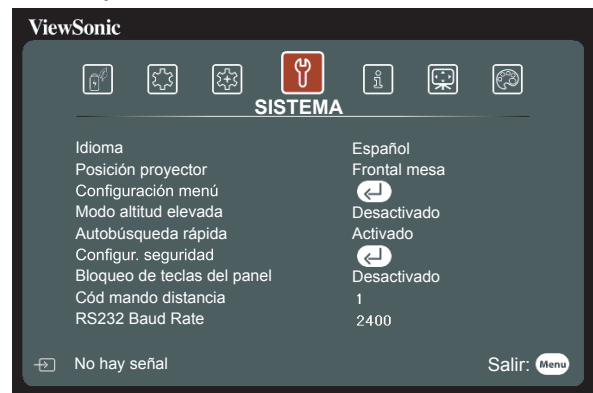 ViewSonic
SISTEMA
Idioma Español
Posición proyector Frontal mesa
Configuración menú
Modo altitud elevada Desactivado
Autobúsqueda rápida Activado
Configur. seguridad
Bloqueo de teclas del panel Desactivado
Cód mando distancia 1
RS232 Baud Rate 2400
No hay señal Salir: Menu